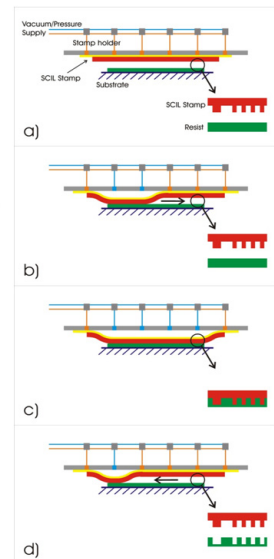 Vacuum/Pressure
Supply
Stamp holder
SCIL Stamp
Substrate
SCIL Stamp
Resist
a)
b)
c)
d)